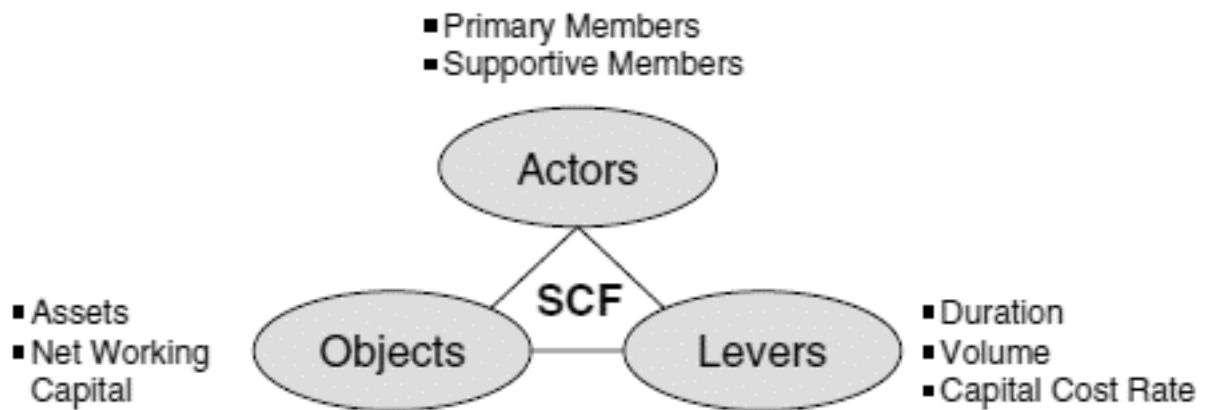 ▪ Primary Members
▪ Supportive Members
Actors
SCF
▪ Assets
▪ Net Working
Capital
Objects
Levers
▪ Duration
▪ Volume
▪ Capital Cost Rate